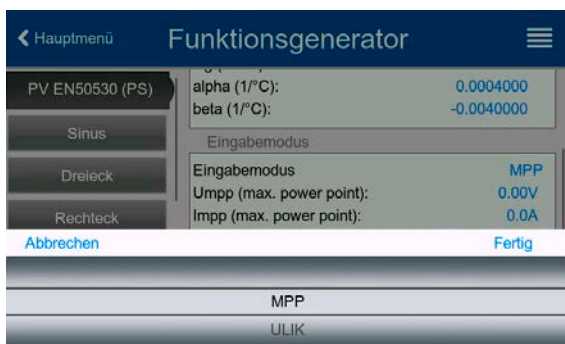 Hauptmenü
Funktionsgenerator
PV EN50530 (PS)
Sinus
Dreieck
Rechteck
alpha (1/°C): 0.0004000
beta (1/°C): -0.0040000
Eingabemodus
Eingabemodus MPP
Umpp (max. power point): 0.00V
Impp (max. power point): 0.0A
Abbrechen Fertig
MPP
ULIK